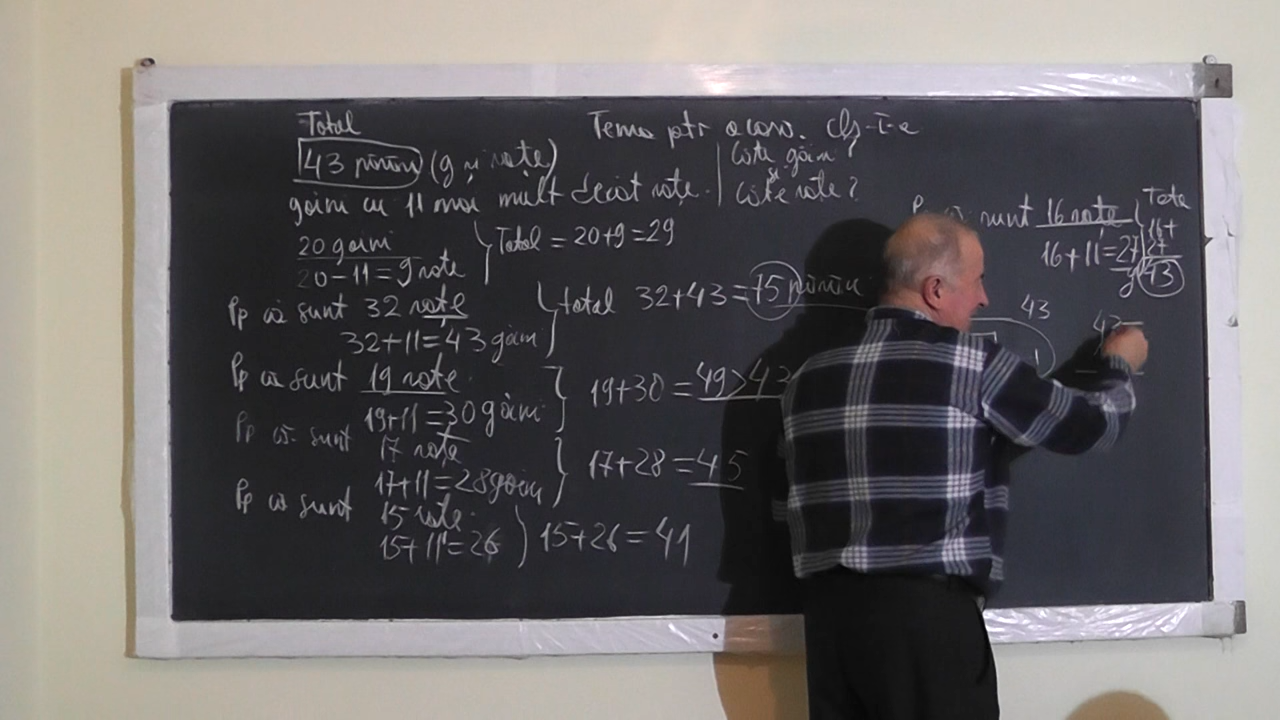 Total
Tema ptr acasă. cls-I-a
43 păsări (g și rațe)
găini cu 11 mai mult decât rațe.
Câte găini?
și
câte rațe?
20 găini
20-11=9 rațe
Total = 20+9=29
Pp că sunt 32 rațe
32+11=43 găini
total 32+43=75 păsări
Pp că sunt 19 rațe
19+11=30 găini
19+30=49>43
Pp că sunt
17 rațe
17+11=28 găini
17+28=45
Pp că sunt
15 rațe
15+11=26
15+26=41
sunt 16 rațe
16+11=27
g
Tota
16+
27
43
43
43-